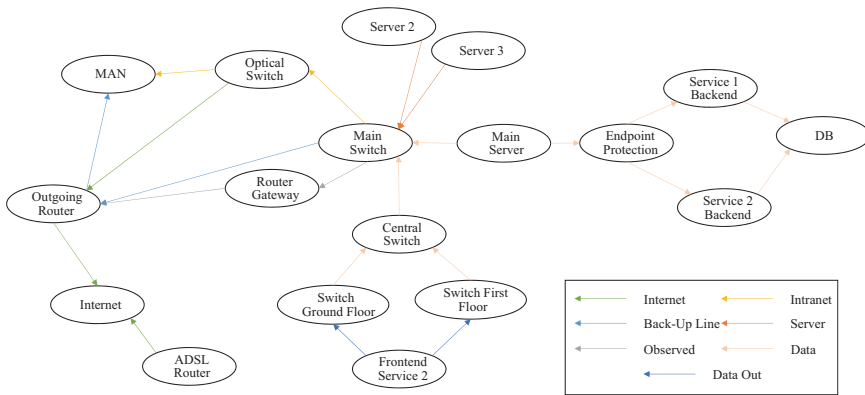 Server 2
Server 3
MAN
Optical
Switch
Service 1
Backend
Main
Switch
Main
Server
Endpoint
Protection
DB
Router
Gateway
Outgoing
Router
Service 2
Backend
Central
Switch
Internet
Switch
Ground Floor
Switch First
Floor
ADSL
Router
Frontend
Service 2
Internet
Intranet
Back-Up Line
Server
Observed
Data
Data Out